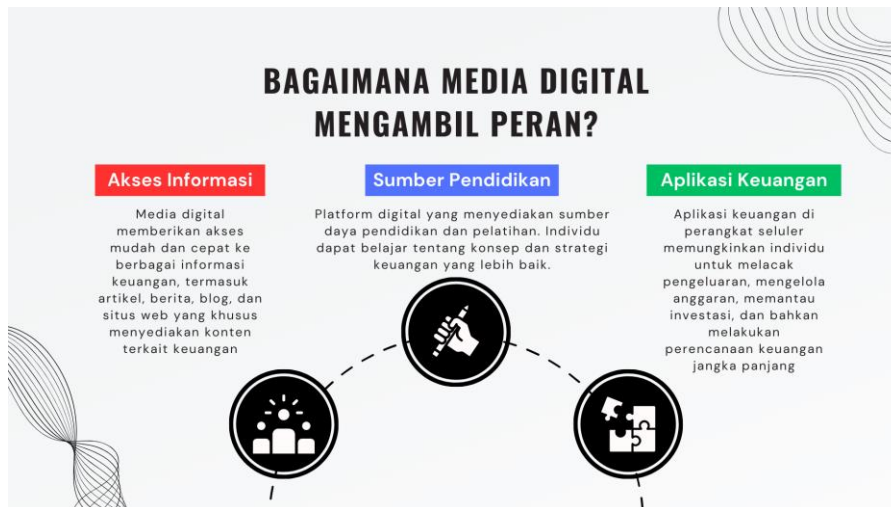 BAGAIMANA MEDIA DIGITAL
MENGAMBIL PERAN?
Akses Informasi
Media digital
memberikan akses
mudah dan cepat ke
berbagai informasi
keuangan, termasuk
artikel, berita, blog, dan
situs web yang khusus
menyediakan konten
terkait keuangan
Sumber Pendidikan
Platform digital yang menyediakan sumber
daya pendidikan dan pelatihan. Individu
dapat belajar tentang konsep dan strategi
keuangan yang lebih baik.
Aplikasi Keuangan
Aplikasi keuangan di
perangkat seluler
memungkinkan individu
untuk melacak
pengeluaran, mengelola
anggaran, memantau
investasi, dan bahkan
melakukan
perencanaan keuangan
jangka panjang